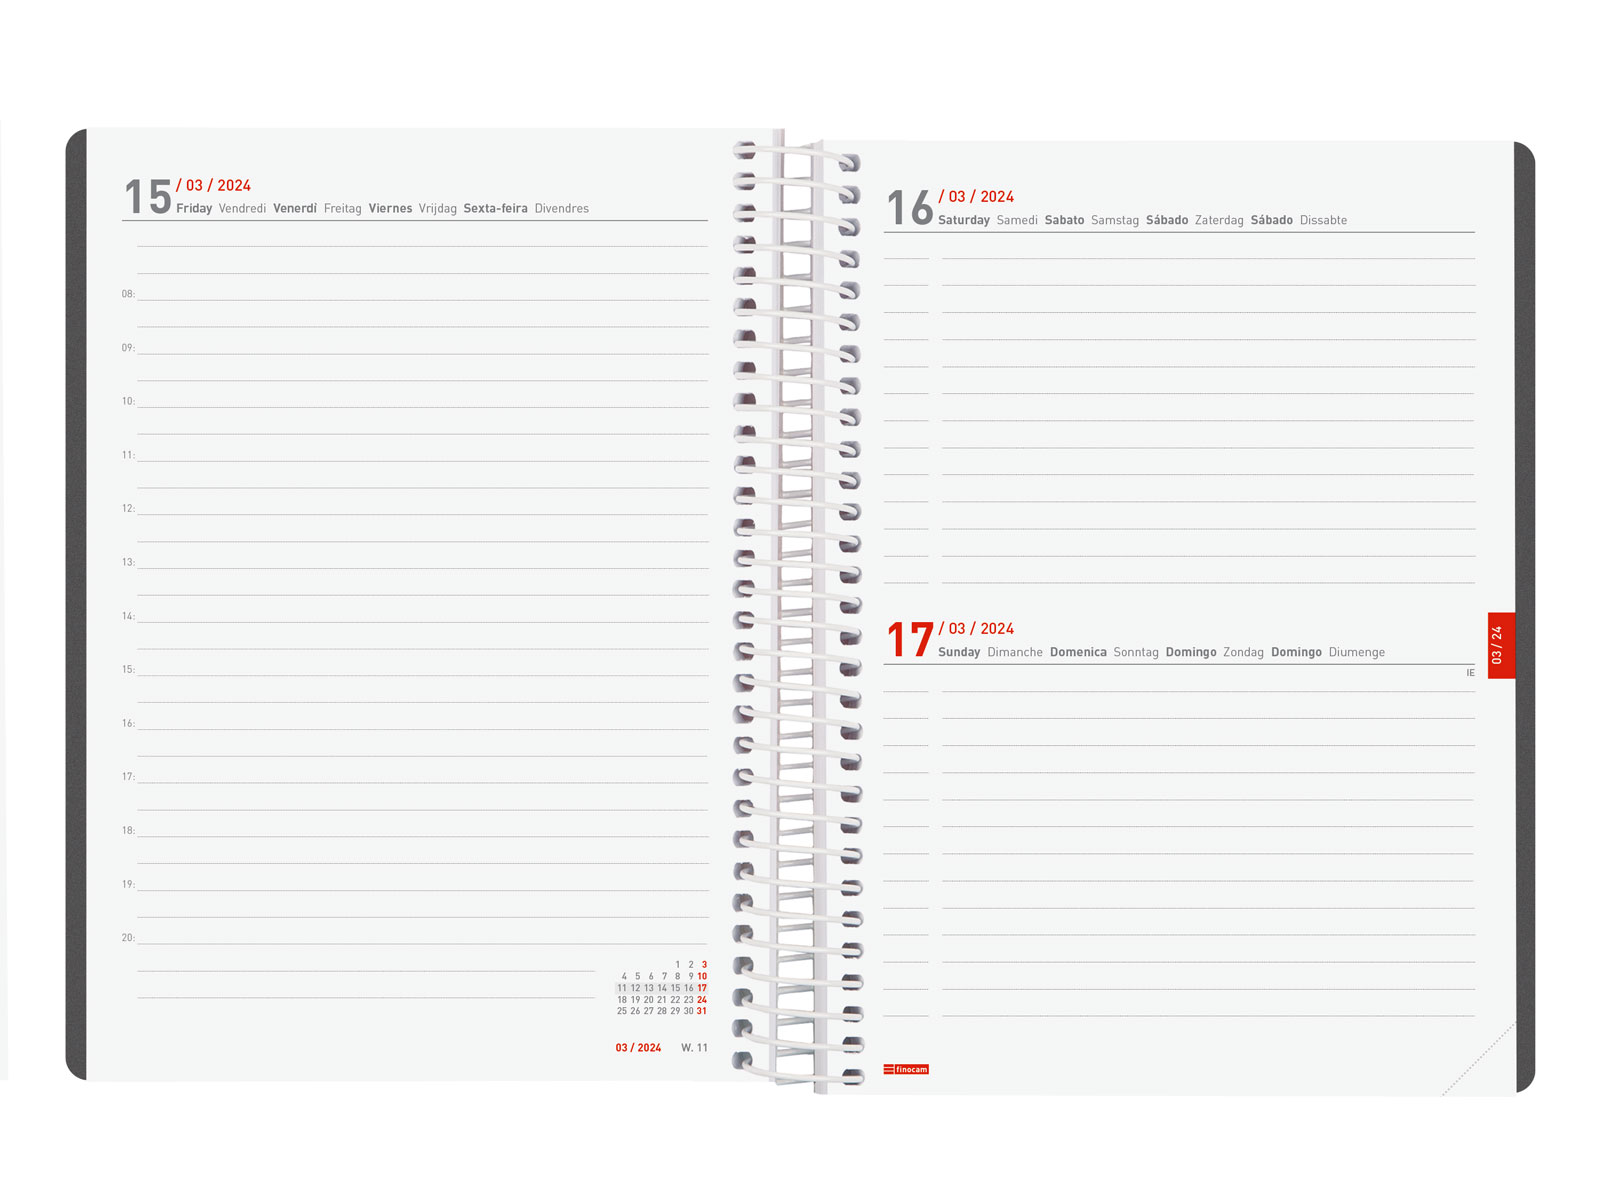 15 / 03 / 2024
Friday Vendredi Venerdí Freitag Viernes Vrijdag Sexta-feira Divendres
08:
09:
10:
11:
12:
13:
14:
15:
16:
17:
18:
19:
20:
1 2 3
4 5 6 7 8 9 10
11 12 13 14 15 16 17
18 19 20 21 22 23 24
25 26 27 28 29 30 31
03 / 2024 W. 11
16 / 03 / 2024
Saturday Samedi Sabato Samstag Sábado Zaterdag Sábado Dissabte
17 / 03 / 2024
Sunday Dimanche Domenica Sonntag Domingo Zondag Domingo Diumenge
IE
03 / 24
finocam